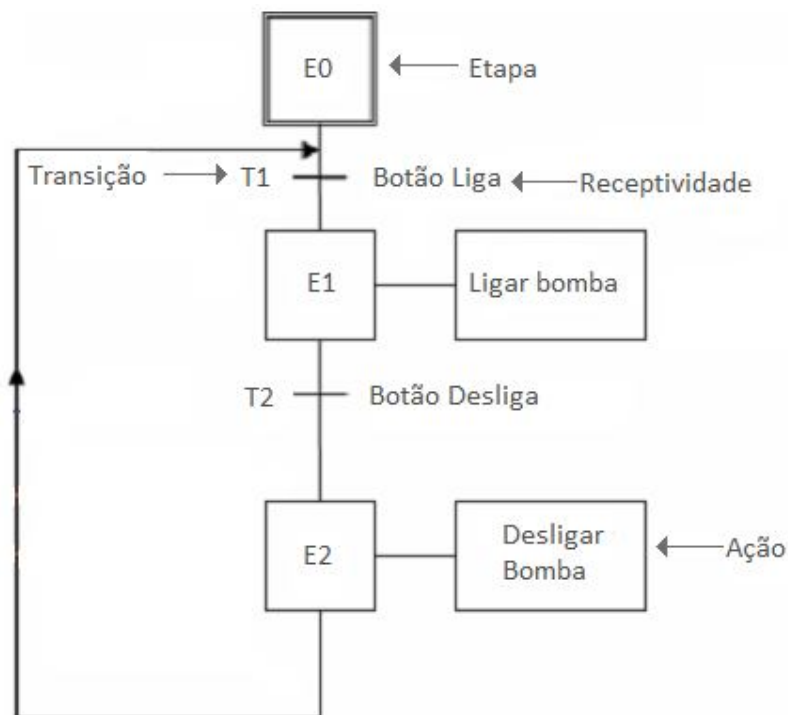 E0
Etapa
Transição
T1
Botão Liga
Receptividade
E1
Ligar bomba
T2
Botão Desliga
E2
Desligar
Bomba
Ação